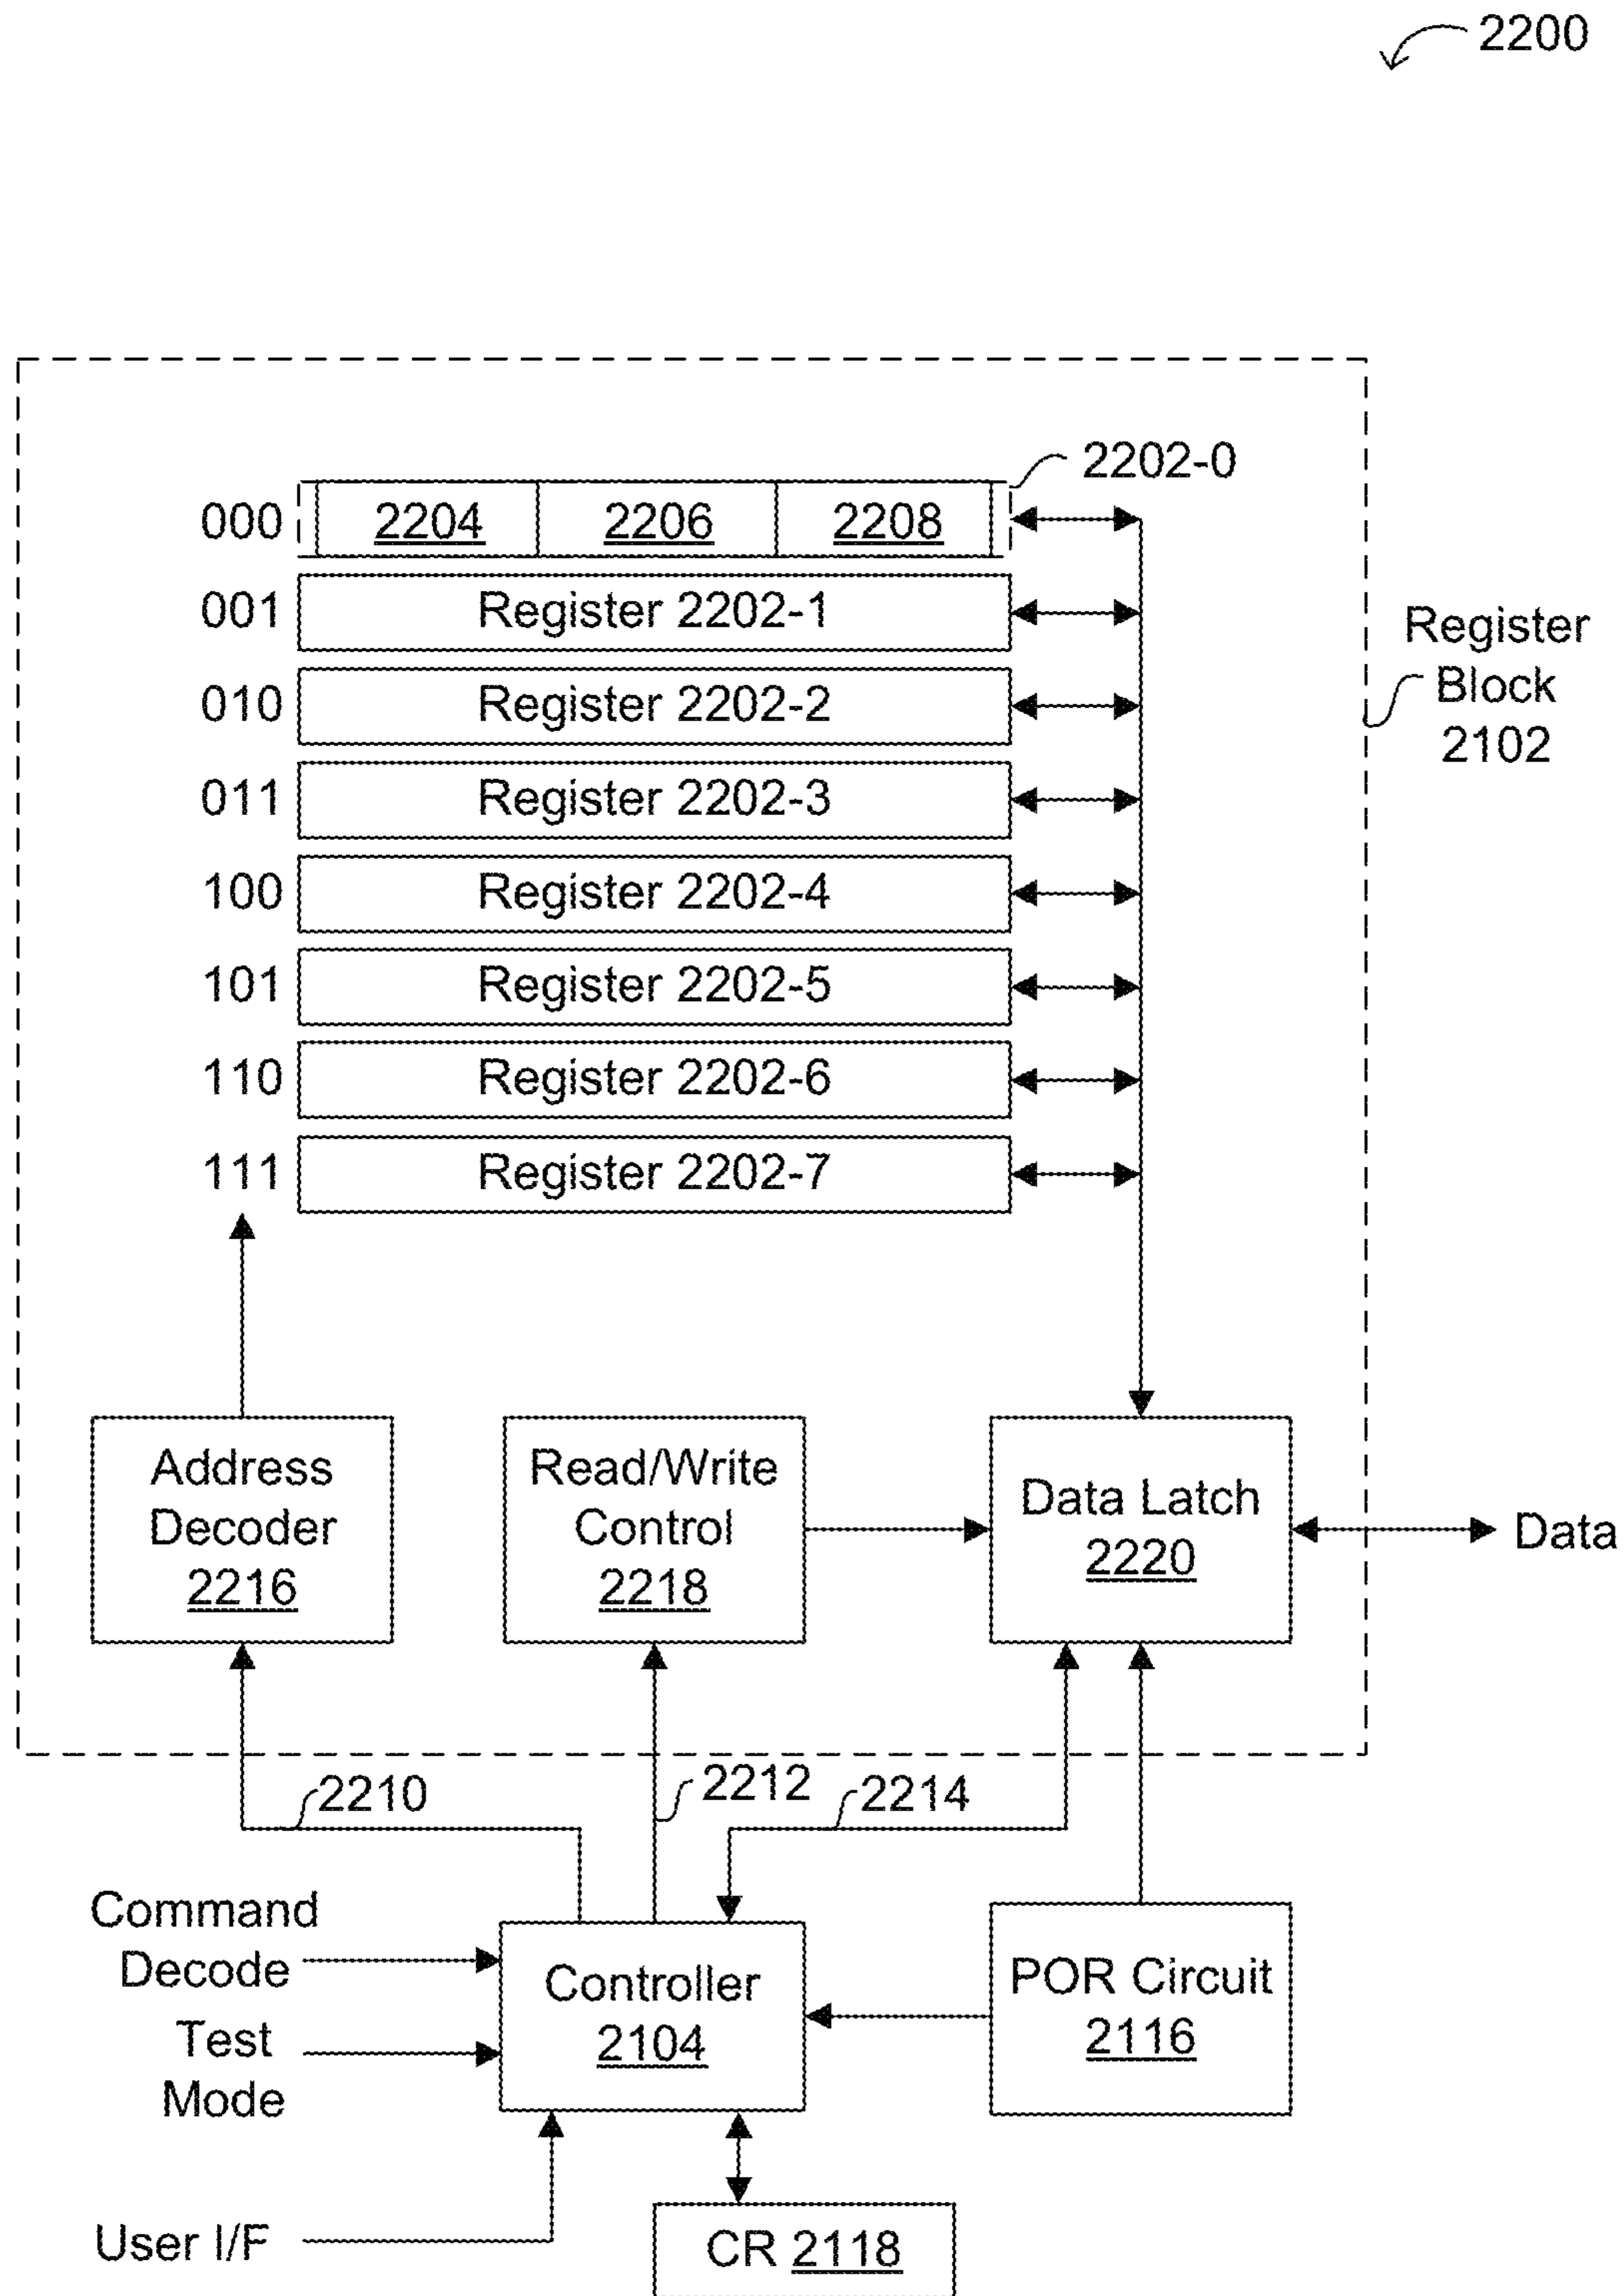 2200
2202-0
000
2204
2206
2208
001
Register 2202-1
010
Register 2202-2
011
Register 2202-3
100
Register 2202-4
101
Register 2202-5
110
Register 2202-6
111
Register 2202-7
Register
Block
2102
Address
Decoder
2216
Read/Write
Control
2218
Data Latch
2220
Data
2210
2212
2214
Command
Decode
Test
Mode
Controller
2104
POR Circuit
2116
User I/F
CR 2118